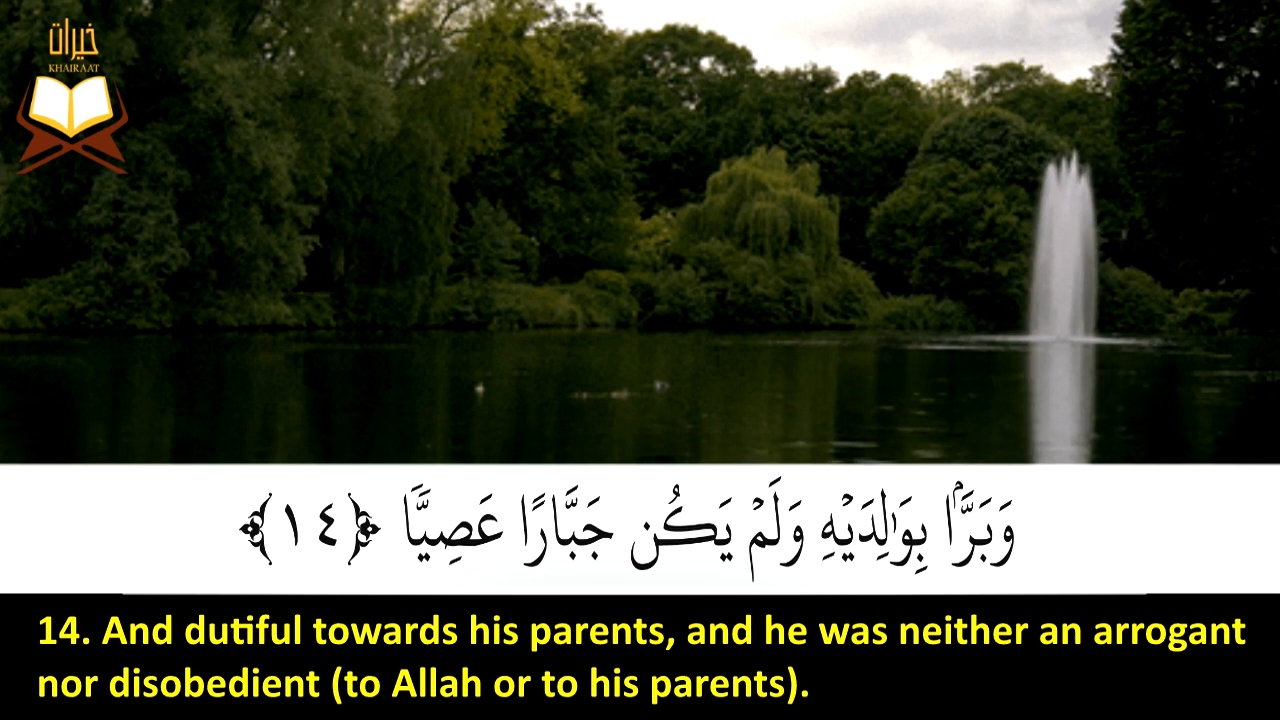 خيرات
KHAIRAAT
وَبَرًّۢا بِوَٰلِدَيْهِ وَلَمْ يَكُن جَبَّارًا عَصِيًّا ﴿١٤﴾
14. And dutiful towards his parents, and he was neither an arrogant
nor disobedient (to Allah or to his parents).